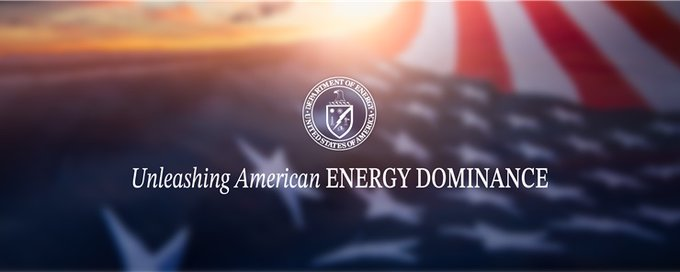 DEPARTMENT OF ENERGY
UNITED STATES OF AMERICA
Unleashing American ENERGY DOMINANCE